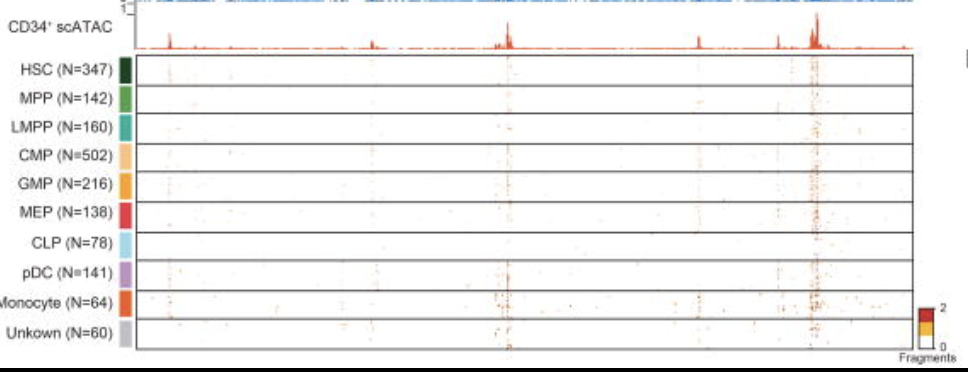 1
CD34⁺ scATAC
HSC (N=347)
MPP (N=142)
LMPP (N=160)
CMP (N=502)
GMP (N=216)
MEP (N=138)
CLP (N=78)
pDC (N=141)
Monocyte (N=64)
Unkown (N=60)
2
0
Fragments